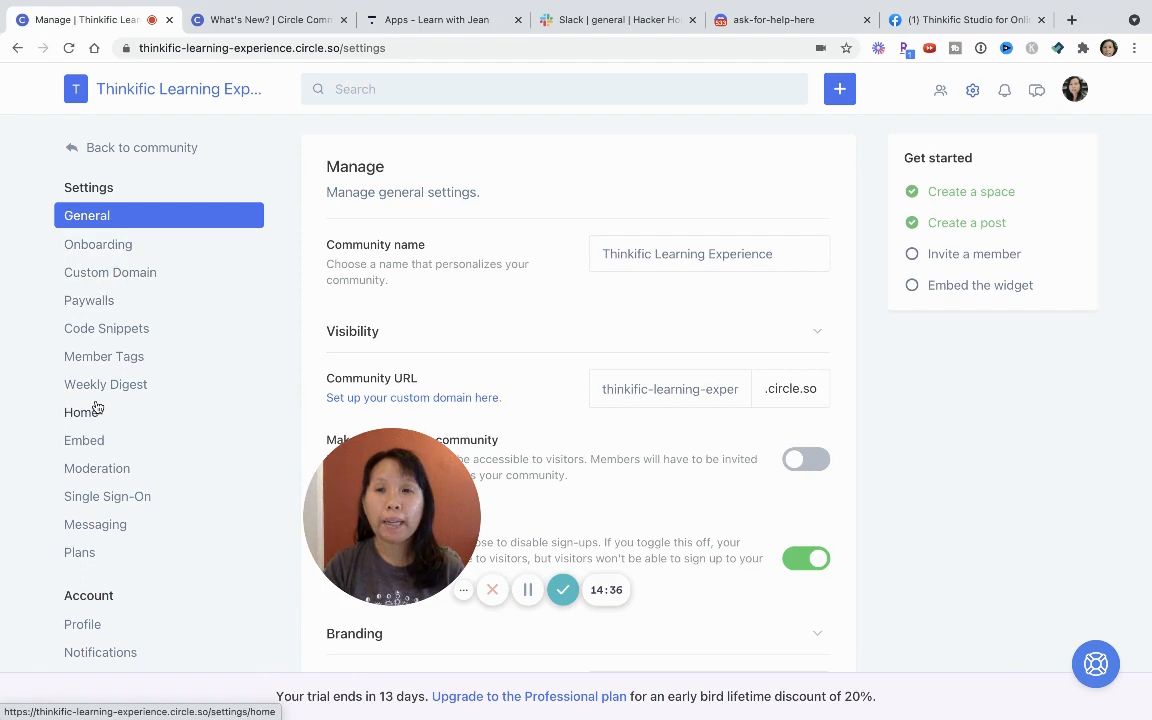 Manage | Thinkific Lear
What's New? | Circle Comm
Apps - Learn with Jean
Slack | general | Hacker Ho
533
ask-for-help-here
(1) Thinkific Studio for Onli
thinkific-learning-experience.circle.so/settings
1
T
Thinkific Learning Exp...
Search
Back to community
Settings
General
Onboarding
Custom Domain
Paywalls
Code Snippets
Member Tags
Weekly Digest
Home
Embed
Moderation
Single Sign-On
Messaging
Plans
Account
Profile
Notifications
Manage
Manage general settings.
Community name
Choose a name that personalizes your
community.
Thinkific Learning Experience
Visibility
Community URL
Set up your custom domain here.
thinkific-learning-exper
.circle.so
community
be accessible to visitors. Members will have to be invited
s your community.
ose to disable sign-ups. If you toggle this off, your
e to visitors, but visitors won't be able to sign up to your
14:36
Branding
Get started
Create a space
Create a post
Invite a member
Embed the widget
Your trial ends in 13 days. Upgrade to the Professional plan for an early bird lifetime discount of 20%.
https://thinkific-learning-experience.circle.so/settings/home